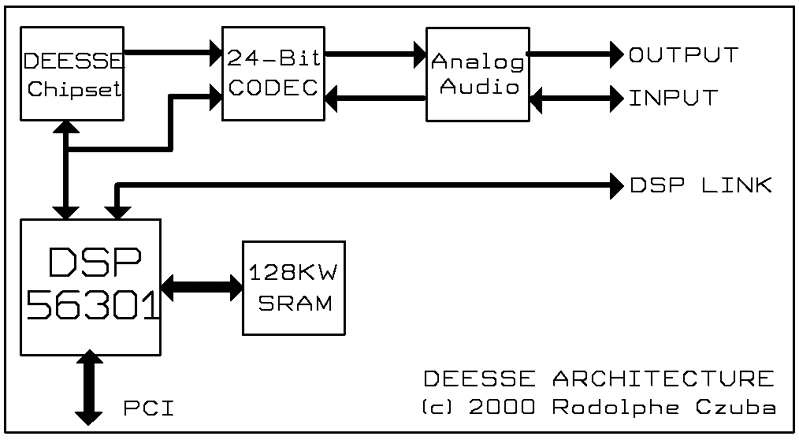 DEESSE
Chipset
24-Bit
CODEC
Analog
Audio
OUTPUT
INPUT
DSP LINK
DSP
56301
128KW
SRAM
PCI
DEESSE ARCHITECTURE
(c) 2000 Rodolphe Czuba